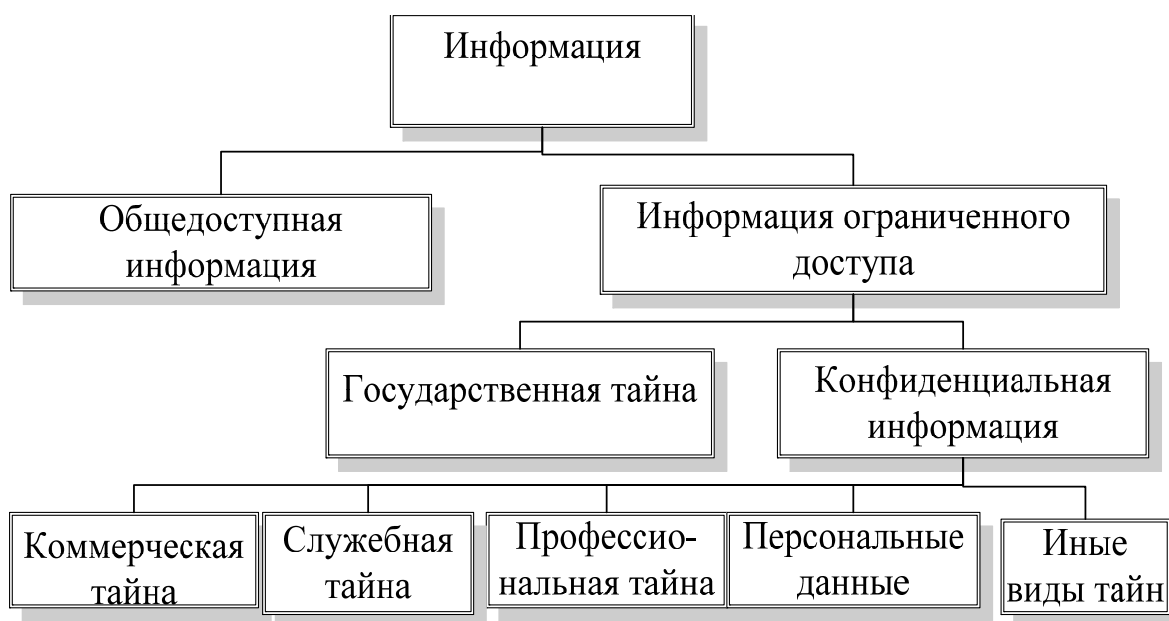 Информация
Общедоступная
информация
Информация ограниченного
доступа
Государственная тайна
Конфиденциальная
информация
Коммерческая
тайна
Служебная
тайна
Профессио-
нальная тайна
Персональные
данные
Иные
виды тайн